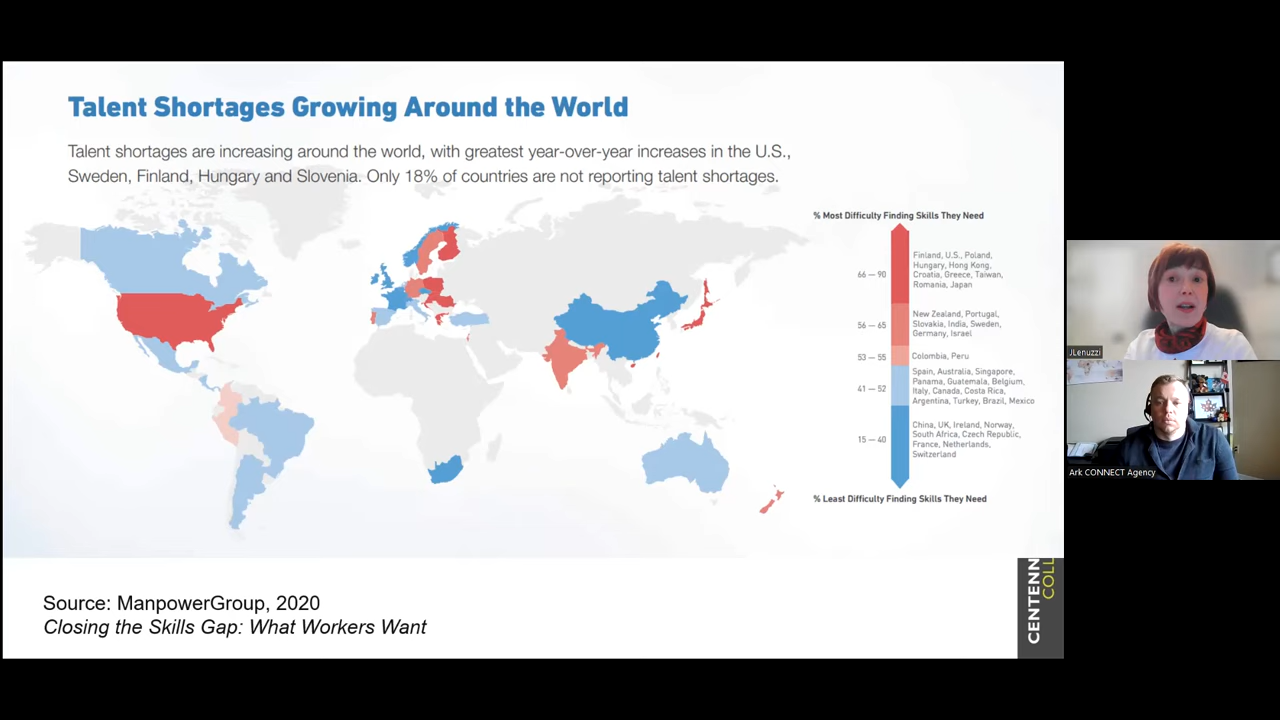 Talent Shortages Growing Around the World
Talent shortages are increasing around the world, with greatest year-over-year increases in the U.S.,
Sweden, Finland, Hungary and Slovenia. Only 18% of countries are not reporting talent shortages.
% Most Difficulty Finding Skills They Need
66 — 90
Finland, U.S., Poland,
Hungary, Hong Kong,
Croatia, Greece, Taiwan,
Romania, Japan
56 — 65
New Zealand, Portugal,
Slovakia, India, Sweden,
Germany, Israel
53 — 55
Colombia, Peru
41 — 52
Spain, Australia, Singapore,
Panama, Guatemala, Belgium,
Italy, Canada, Costa Rica,
Argentina, Turkey, Brazil, Mexico
15 — 40
China, UK, Ireland, Norway,
South Africa, Czech Republic,
France, Netherlands,
Switzerland
% Least Difficulty Finding Skills They Need
Source: ManpowerGroup, 2020
Closing the Skills Gap: What Workers Want
CENTENN
COLL
JLenuzzi
Ark CONNECT Agency